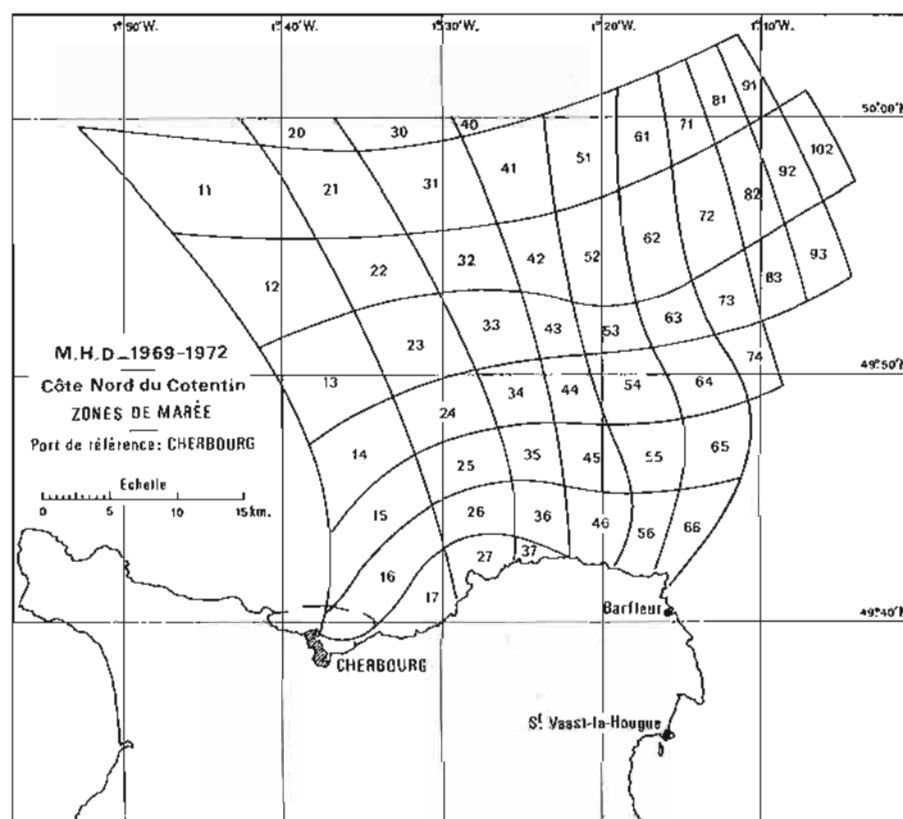 1°50'W. 1°40'W. 1°30'W. 1°20'W. 1°10'W.
91
81
50°00'N
20 30 40 61 71
51 102
11 21 31 41 92
82
72
62
12 22 32 42 52 93
83
73
33 43 53 63
23
M.H.D_1969-1972
74
49°50'N
Côte Nord du Cotentin
13 34 44 54 64
ZONES DE MARÉE
24
Port de référence: CHERBOURG
14 25 35 45 55 65
Echelle
0 5 10 15 km.
15 26 36 46 56 66
27 37
16
17
Barfleur
49°40'N
CHERBOURG
St Vaast-la-Hougue